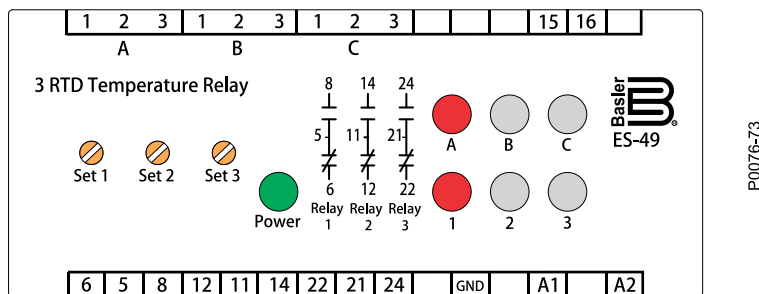 1 2 3 1 2 3 1 2 3 15 16
A B C
3 RTD Temperature Relay
8 14 24
Basler
ES-49
5 11 21
A B C
Set 1 Set 2 Set 3
6 12 22
Power
Relay 1 Relay 2 Relay 3
1 2 3
6 5 8 12 11 14 22 21 24 GND A1 A2
P0076-73